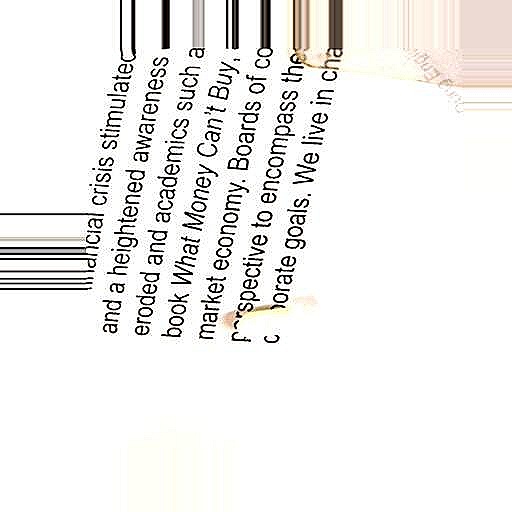 financial crisis stimulated
and a heightened awareness
eroded and academics such a
book What Money Can't Buy,
market economy. Boards of co
perspective to encompass the
corporate goals. We live in cha